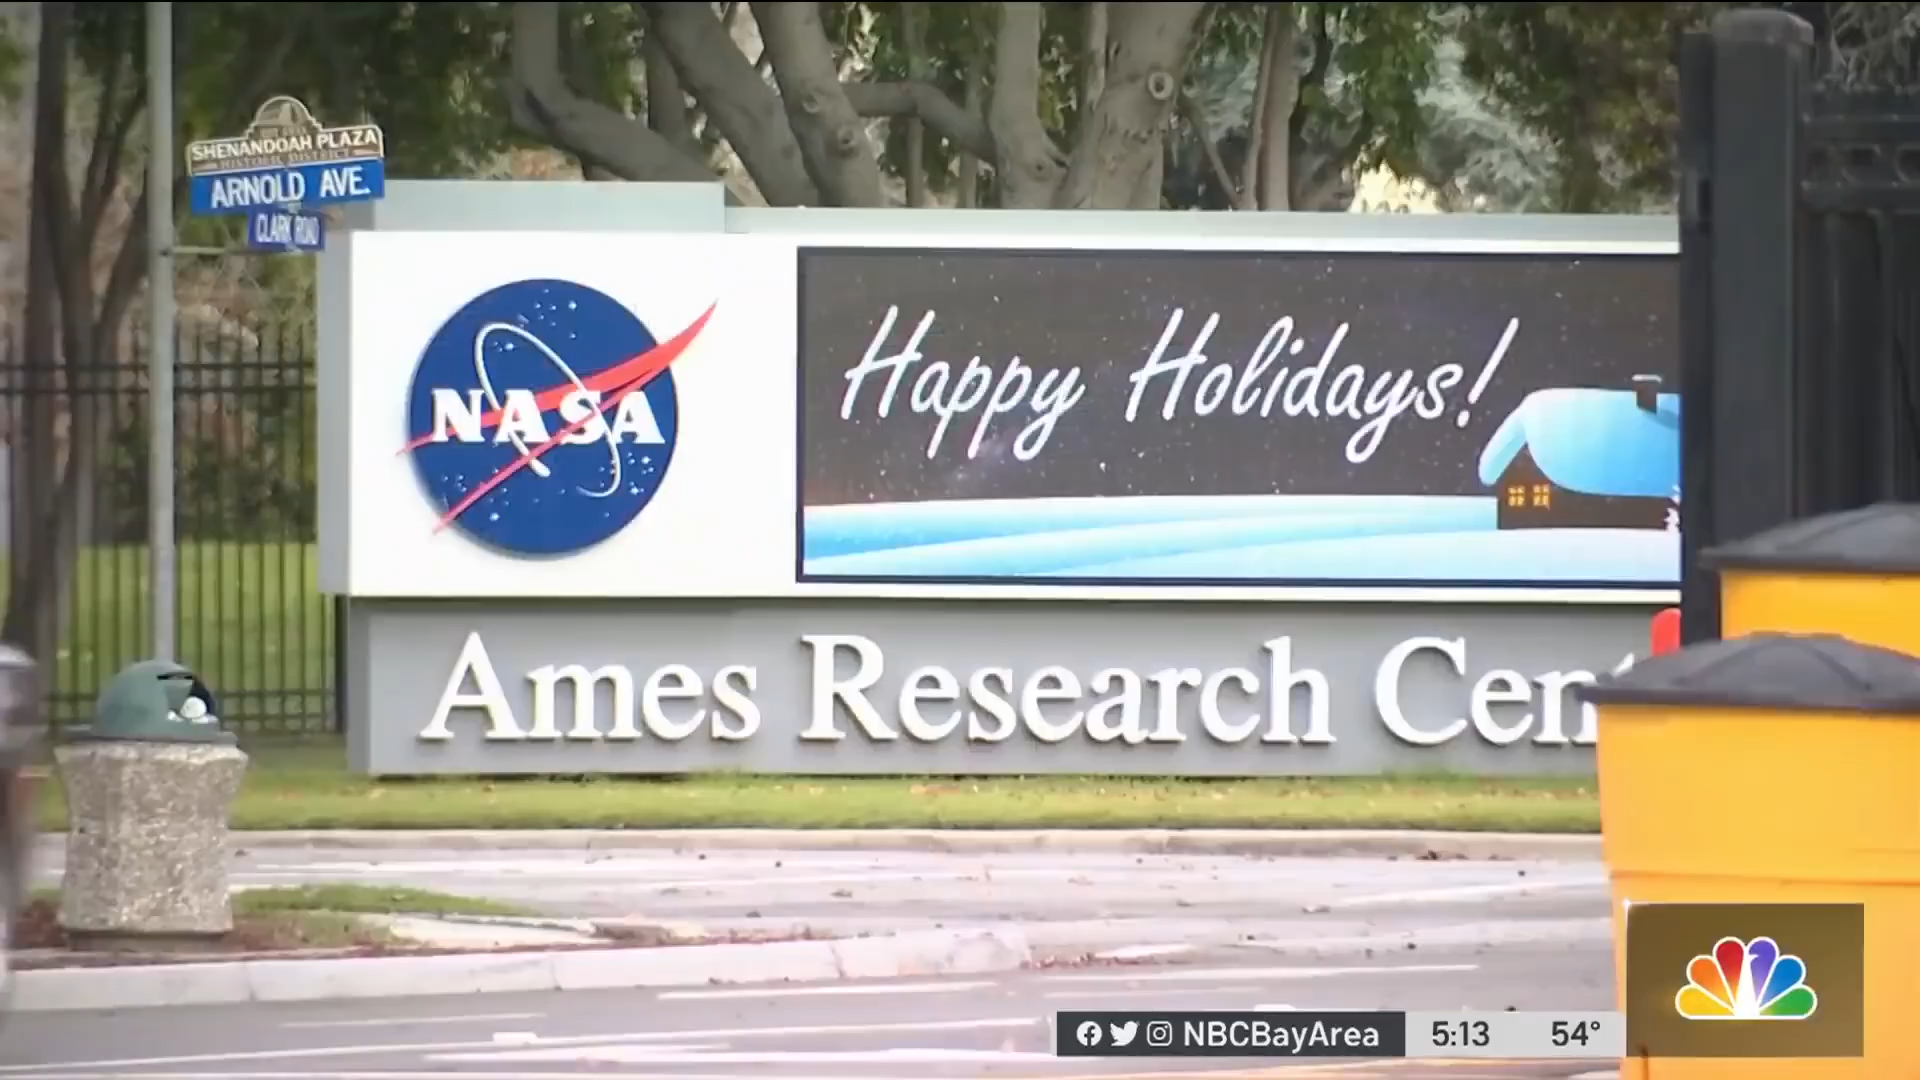 SHENANDOAH PLAZA
HISTORIC DISTRICT
ARNOLD AVE.
CLARK ROAD
NASA
Happy Holidays!
Ames Research Cen
NBCBayArea
5:13 54°